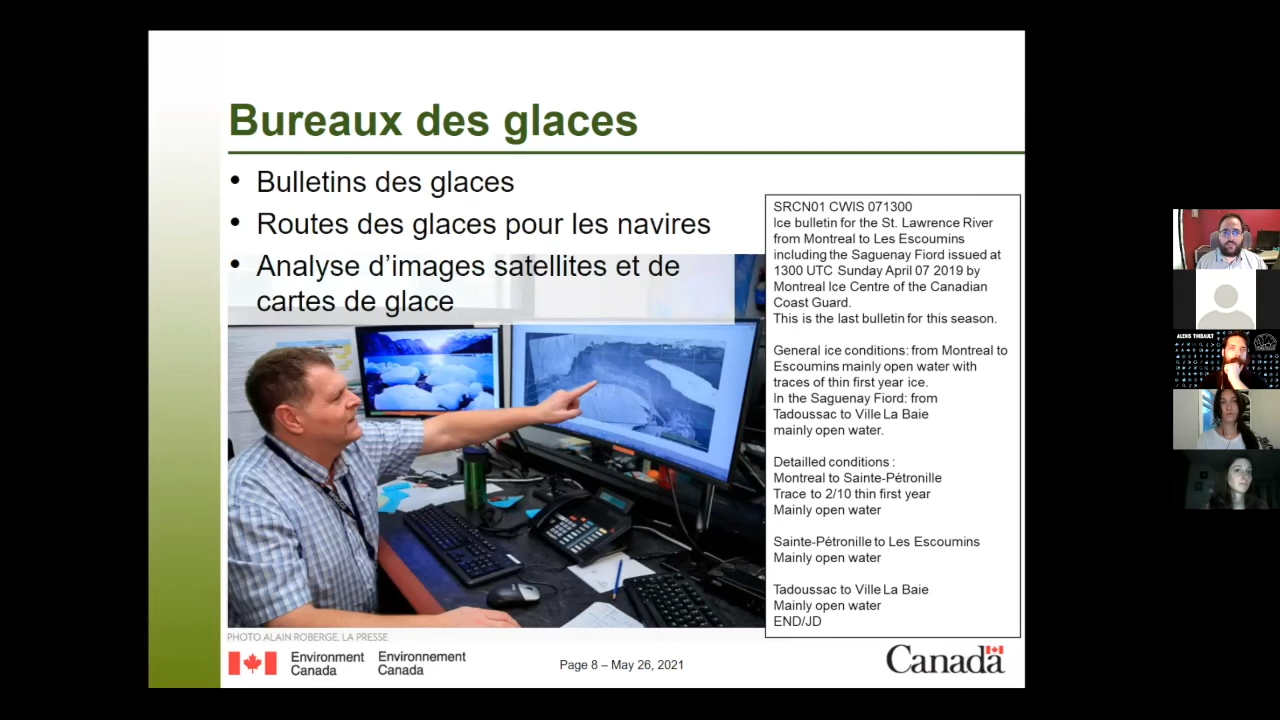 Bureaux des glaces
• Bulletins des glaces
• Routes des glaces pour les navires
• Analyse d’images satellites et de
cartes de glace
SRCN01 CWIS 071300
Ice bulletin for the St. Lawrence River
from Montreal to Les Escoumins
including the Saguenay Fiord issued at
1300 UTC Sunday April 07 2019 by
Montreal Ice Centre of the Canadian
Coast Guard.
This is the last bulletin for this season.
General ice conditions: from Montreal to
Escoumins mainly open water with
traces of thin first year ice.
In the Saguenay Fiord: from
Tadoussac to Ville La Baie
mainly open water.
Detailled conditions :
Montreal to Sainte-Pétronille
Trace to 2/10 thin first year
Mainly open water
Sainte-Pétronille to Les Escoumins
Mainly open water
Tadoussac to Ville La Baie
Mainly open water
END/JD
PHOTO ALAIN ROBERGE, LA PRESSE
Environment
Canada
Environnement
Canada
Page 8 – May 26, 2021
Canada
ALEXIS THIBAULT